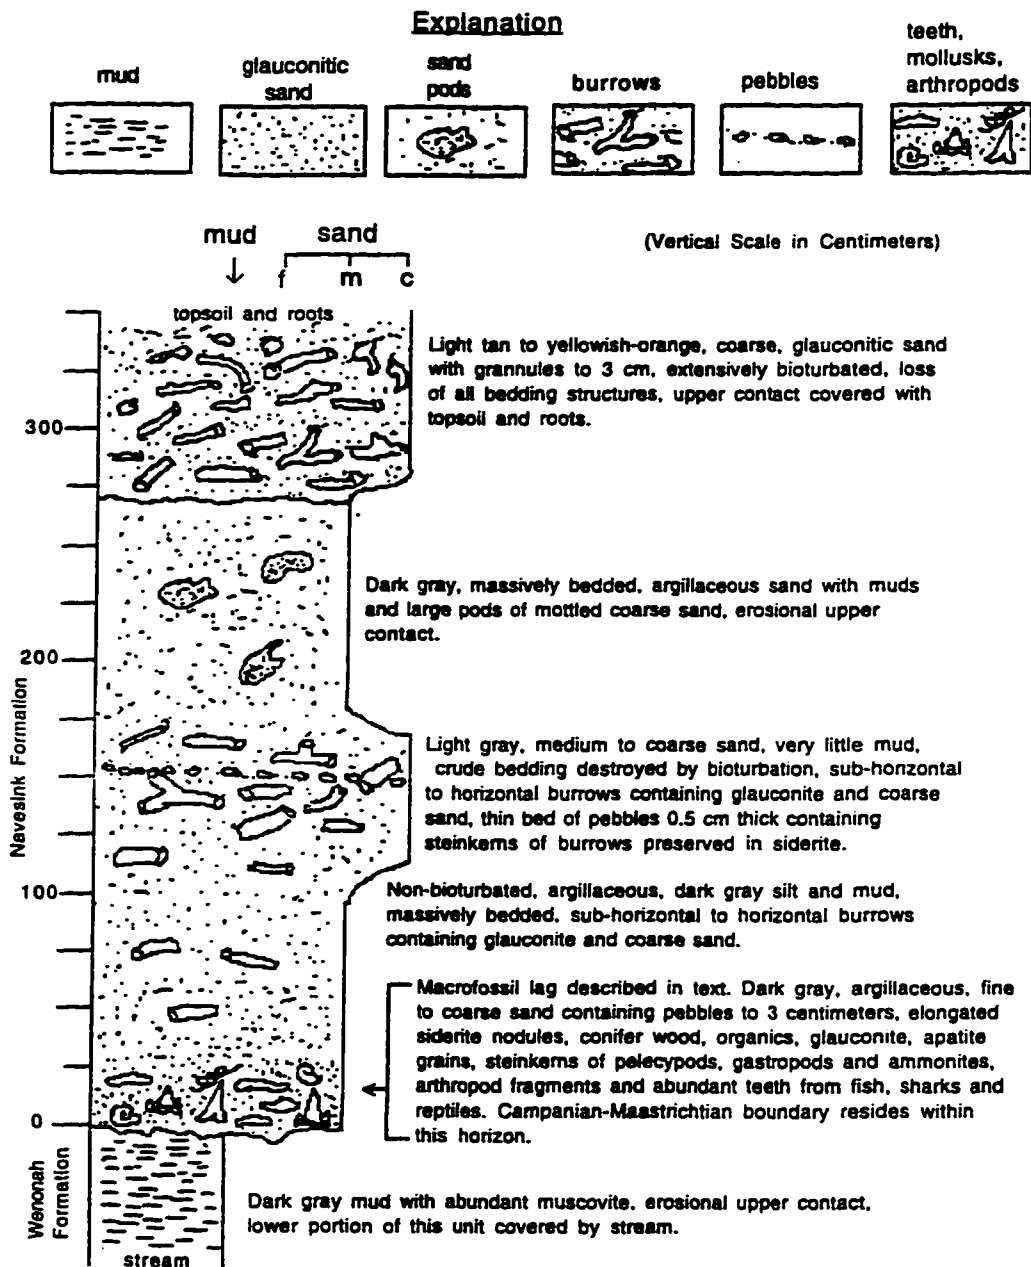 Explanation
mud
glauconitic
sand
sand
pods
burrows
pebbles
teeth,
mollusks,
arthropods
mud
sand
(Vertical Scale in Centimeters)
f
m
c
topsoil and roots
Light tan to yellowish-orange, coarse, glauconitic sand
with grannules to 3 cm, extensively bioturbated, loss
of all bedding structures, upper contact covered with
topsoil and roots.
300
Dark gray, massively bedded, argillaceous sand with muds
and large pods of mottled coarse sand, erosional upper
contact.
200
Navesink Formation
Light gray, medium to coarse sand, very little mud,
crude bedding destroyed by bioturbation, sub-horizontal
to horizontal burrows containing glauconite and coarse
sand, thin bed of pebbles 0.5 cm thick containing
steinkerns of burrows preserved in siderite.
100
Non-bioturbated, argillaceous, dark gray silt and mud,
massively bedded, sub-horizontal to horizontal burrows
containing glauconite and coarse sand.
Macrofossil lag described in text. Dark gray, argillaceous, fine
to coarse sand containing pebbles to 3 centimeters, elongated
siderite nodules, conifer wood, organics, glauconite, apatite
grains, steinkerns of pelecypods, gastropods and ammonites,
arthropod fragments and abundant teeth from fish, sharks and
reptiles. Campanian-Maastrichtian boundary resides within
this horizon.
0
Wenonah
Formation
Dark gray mud with abundant muscovite, erosional upper contact,
lower portion of this unit covered by stream.
stream